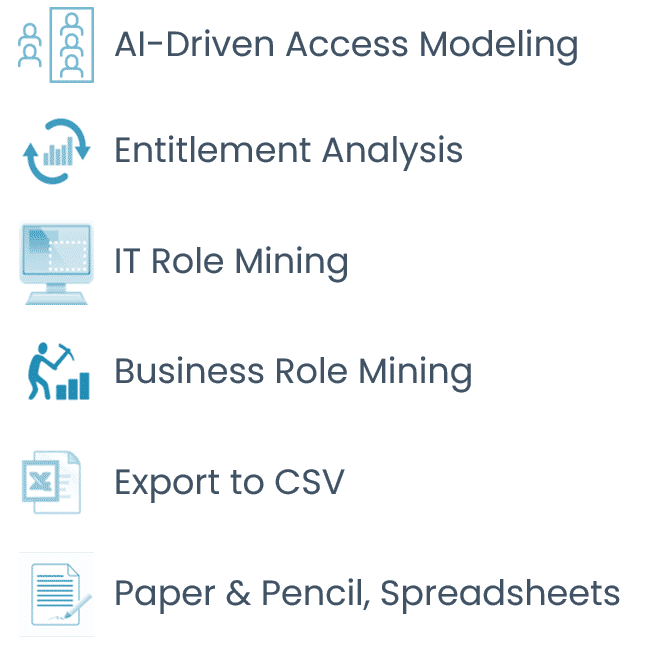 AI-Driven Access Modeling
Entitlement Analysis
IT Role Mining
Business Role Mining
Export to CSV
Paper & Pencil, Spreadsheets